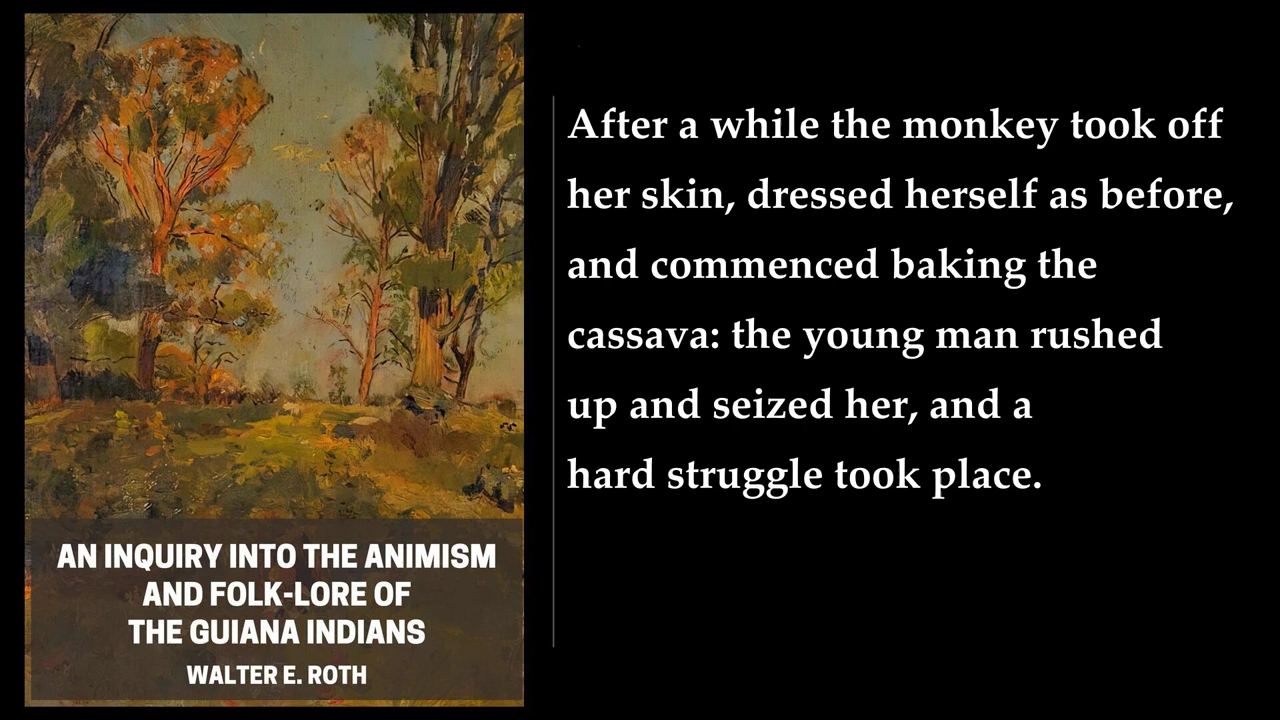 After a while the monkey took off
her skin, dressed herself as before,
and commenced baking the
cassava: the young man rushed
up and seized her, and a
hard struggle took place.
AN INQUIRY INTO THE ANIMISM
AND FOLK-LORE OF
THE GUIANA INDIANS
WALTER E. ROTH